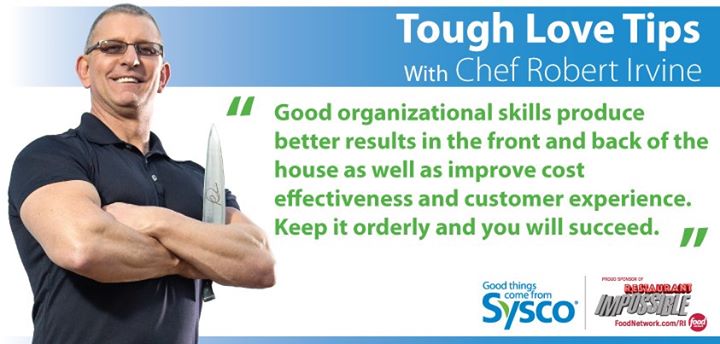 Tough Love Tips
With Chef Robert Irvine
“ Good organizational skills produce
better results in the front and back of the
house as well as improve cost
effectiveness and customer experience.
Keep it orderly and you will succeed. ”
Good things
come from
Sysco®
PROUD SPONSOR OF
RESTAURANT
IMPOSSIBLE
FoodNetwork.com/RI
food